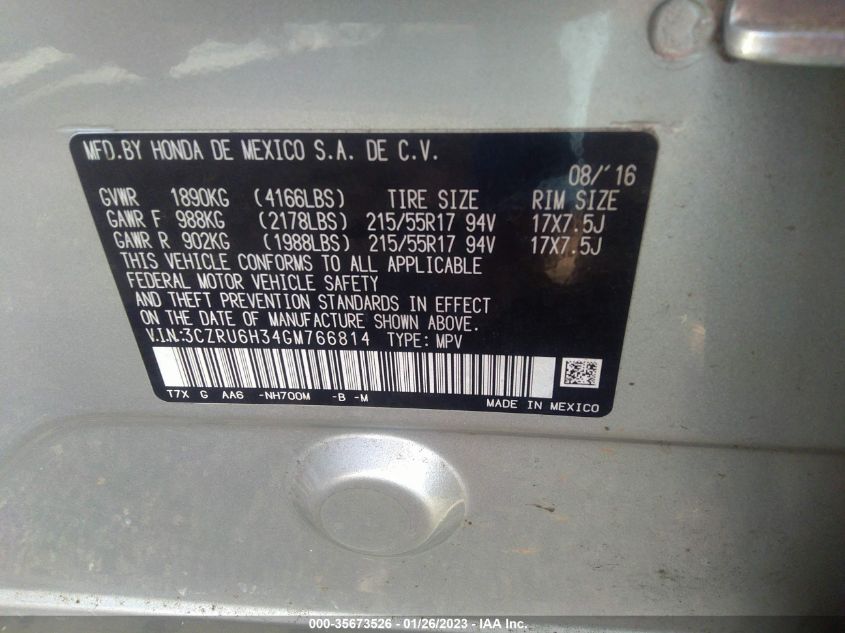 MFD.BY HONDA DE MEXICO S.A. DE C.V.
08/'16
GVWR 1890KG (4166LBS) TIRE SIZE RIM SIZE
GAWR F 988KG (2178LBS) 215/55R17 94V 17X7.5J
GAWR R 902KG (1988LBS) 215/55R17 94V 17X7.5J
THIS VEHICLE CONFORMS TO ALL APPLICABLE
FEDERAL MOTOR VEHICLE SAFETY
AND THEFT PREVENTION STANDARDS IN EFFECT
ON THE DATE OF MANUFACTURE SHOWN ABOVE.
V.I.N:3CZRU6H34GM766814 TYPE: MPV
T7X G AA6 -NH700M -B -M
MADE IN MEXICO
000-35673526 - 01/26/2023 - IAA Inc.